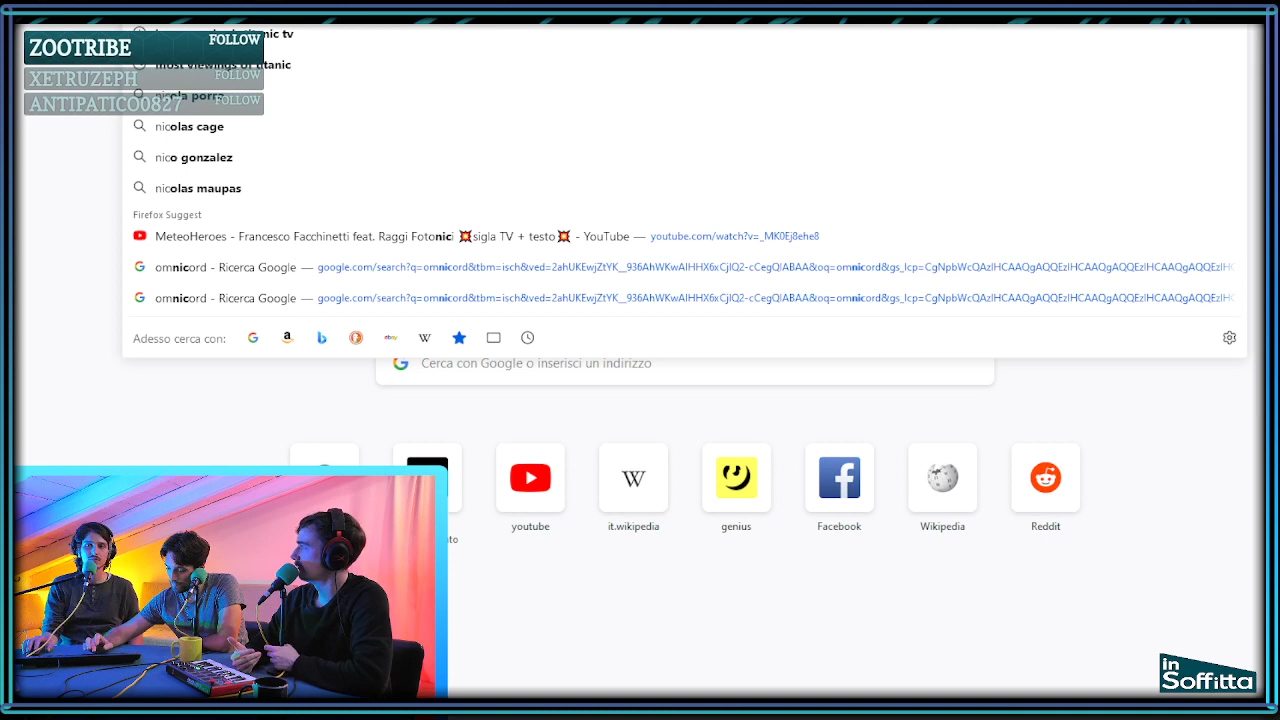 ZOOTRIBE FOLLOW
nic tv
XETRUZEPH FOLLOW
most viewings of titanic
ANTIPATICO0827 FOLLOW
nicola porro
nicolas cage
nico gonzalez
nicolas maupas
Firefox Suggest
MeteoHeroes - Francesco Facchinetti feat. Raggi Fotonici 💥sigla TV + testo💥 - YouTube — youtube.com/watch?v=_MK0Ej8ehe8
omnicord - Ricerca Google — google.com/search?q=omnicord&tbm=isch&ved=2ahUKEwjZtYK__936AhWKwAIHHX6xCjIQ2-cCegQIABAA&oq=omnicord&gs_lcp=CgNpbWcQAzIHCAAQgAQQEzIHCAAQgAQQEzIHCAAQgAQQEzIHC
omnicord - Ricerca Google — google.com/search?q=omnicord&tbm=isch&ved=2ahUKEwjZtYK__936AhWKwAIHHX6xCjIQ2-cCegQIABAA&oq=omnicord&gs_lcp=CgNpbWcQAzIHCAAQgAQQEzIHCAAQgAQQEzIHCAAQgAQQEzIHC
Adesso cerca con:
Cerca con Google o inserisci un indirizzo
youtube
it.wikipedia
genius
Facebook
Wikipedia
Reddit
in
Soffitta